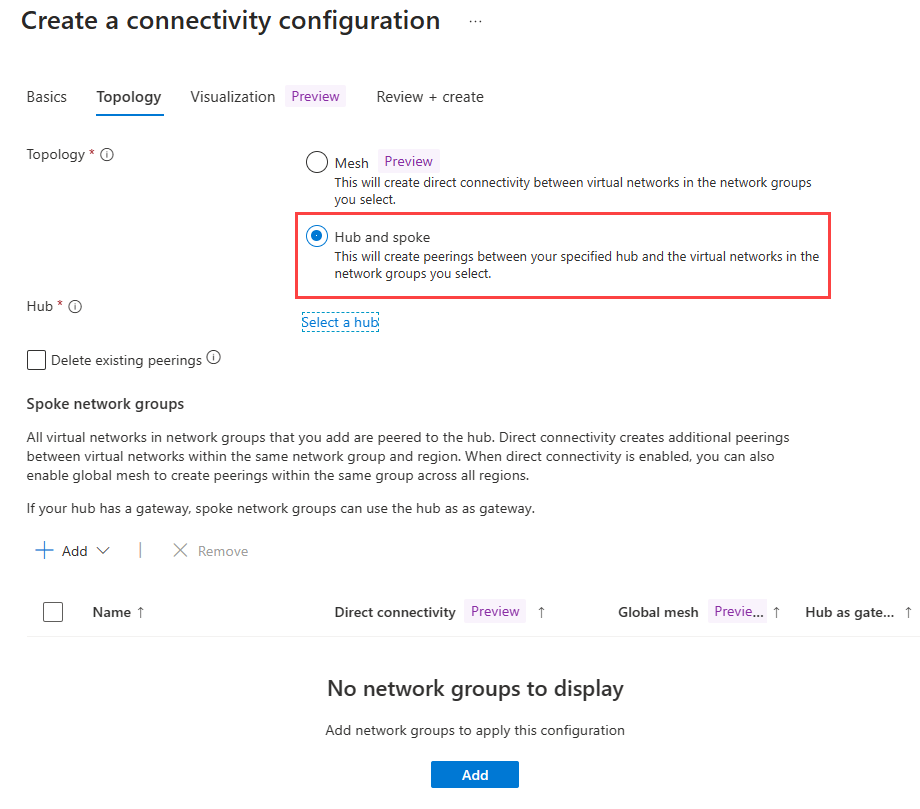 Create a connectivity configuration ...
Basics Topology Visualization Preview Review + create
Topology *
Mesh Preview
This will create direct connectivity between virtual networks in the network groups
you select.
Hub and spoke
This will create peerings between your specified hub and the virtual networks in the
network groups you select.
Hub *
Select a hub
Delete existing peerings
Spoke network groups
All virtual networks in network groups that you add are peered to the hub. Direct connectivity creates additional peerings
between virtual networks within the same network group and region. When direct connectivity is enabled, you can also
enable global mesh to create peerings within the same group across all regions.
If your hub has a gateway, spoke network groups can use the hub as as gateway.
Add | Remove
Name ↑ Direct connectivity Preview ↑ Global mesh Previe... ↑ Hub as gate... ↑
No network groups to display
Add network groups to apply this configuration
Add